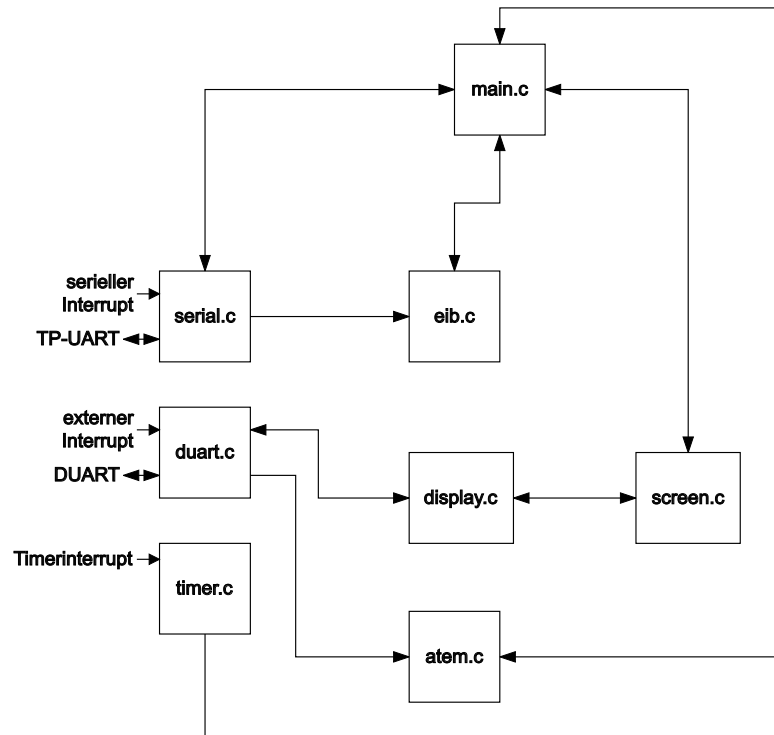 main.c
serieller
Interrupt
serial.c
eib.c
TP-UART
externer
Interrupt
duart.c
DUART
display.c
screen.c
Timerinterrupt
timer.c
atem.c